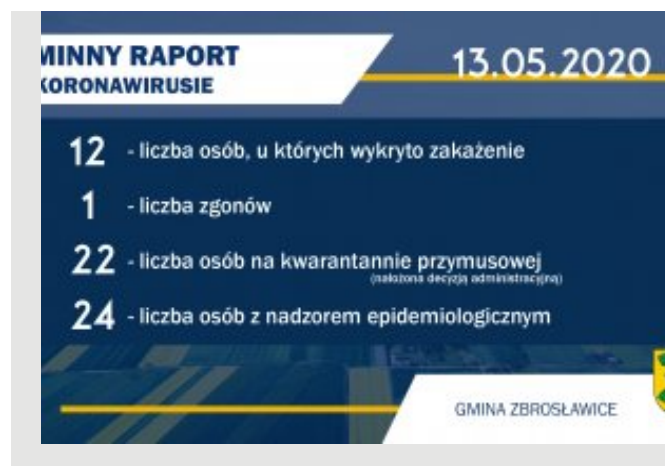 MINNY RAPORT
KORONAWIRUSIE
13.05.2020
12 - liczba osób, u których wykryto zakażenie
1 - liczba zgonów
22 - liczba osób na kwarantannie przymusowej
(nałożona decyzją administracyjną)
24 - liczba osób z nadzorem epidemiologicznym
GMINA ZBROSŁAWICE